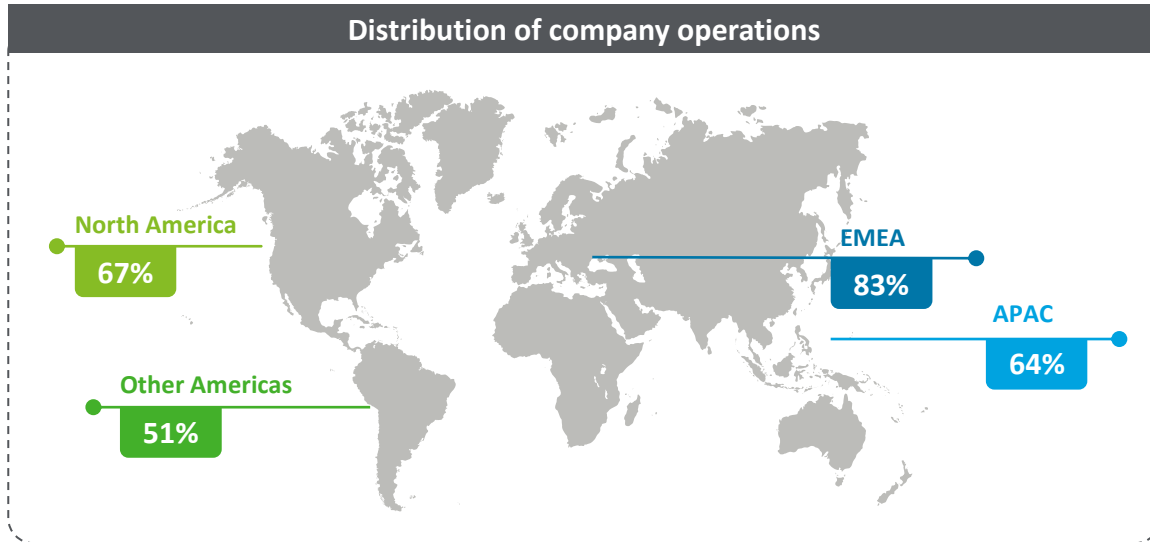 Distribution of company operations
North America
67%
EMEA
83%
APAC
64%
Other Americas
51%